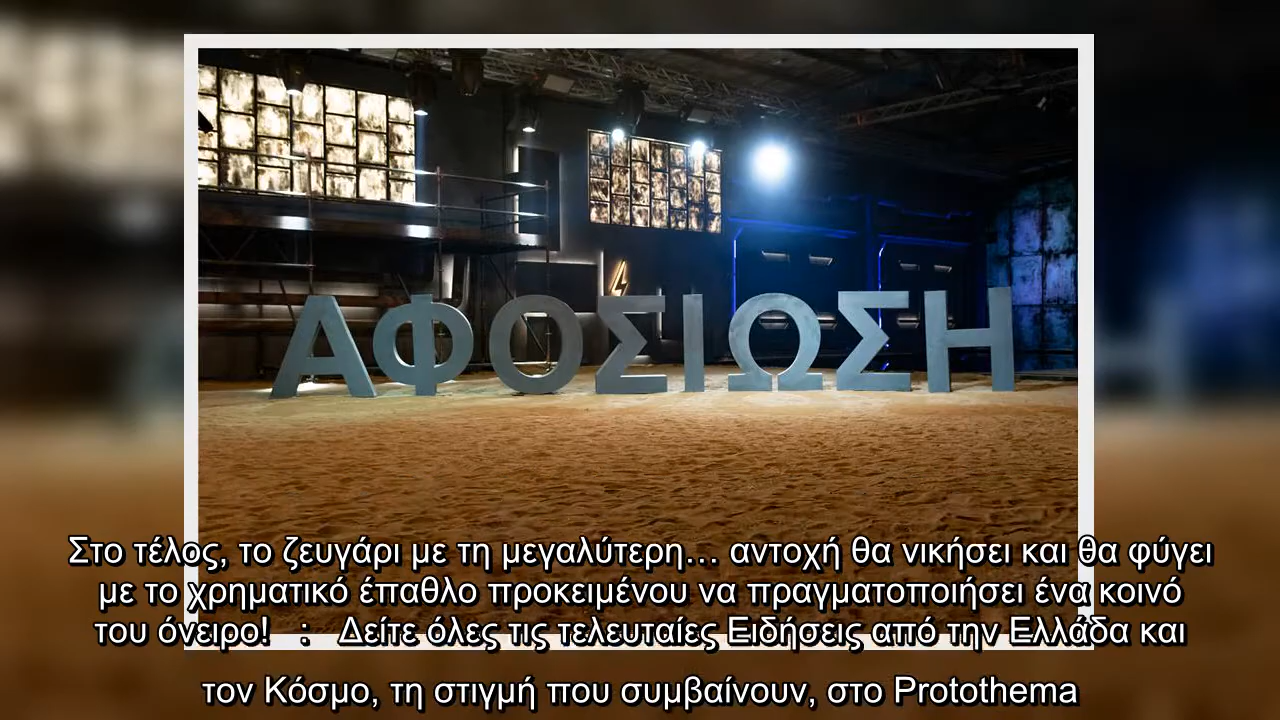 ΑΦΟΣΙΩΣΗ
Στο τέλος, το ζευγάρι με τη μεγαλύτερη… αντοχή θα νικήσει και θα φύγει
με το χρηματικό έπαθλο προκειμένου να πραγματοποιήσει ένα κοινό
του όνειρο! : Δείτε όλες τις τελευταίες Ειδήσεις από την Ελλάδα και
τον Κόσμο, τη στιγμή που συμβαίνουν, στο Protothema